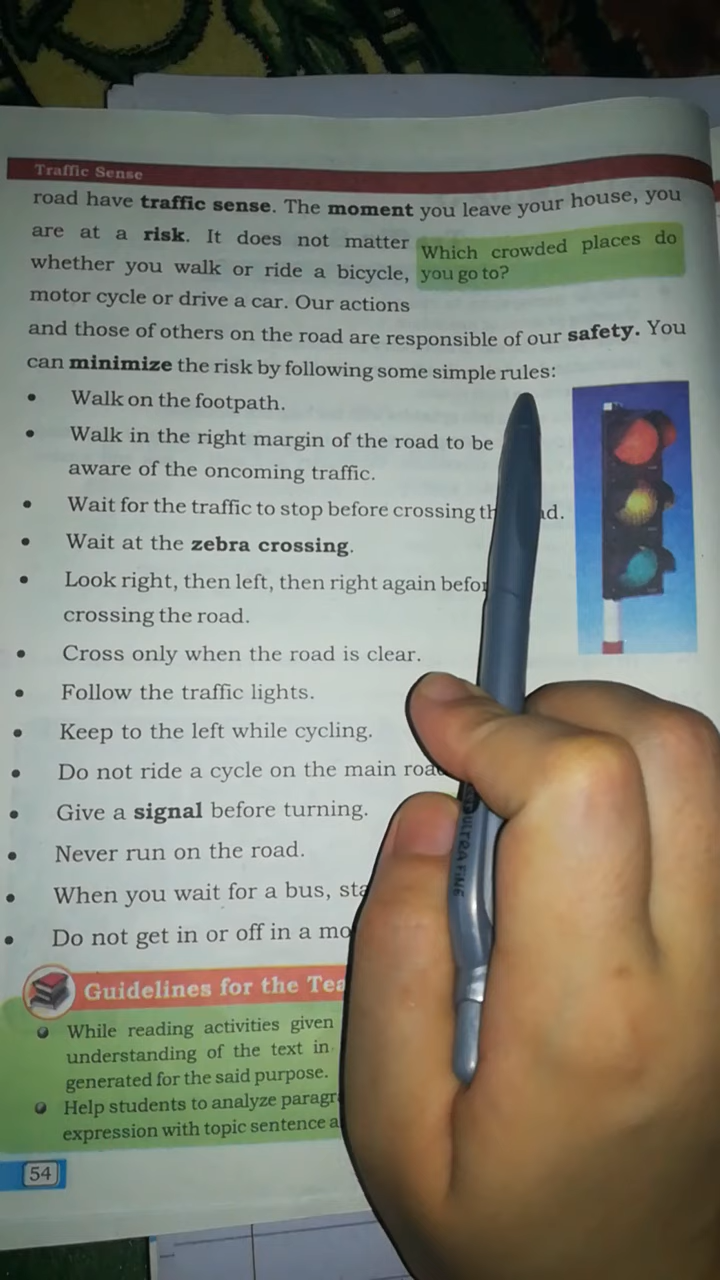 Traffic Sense
road have traffic sense. The moment you leave your house, you
are at a risk. It does not matter
whether you walk or ride a bicycle,
motor cycle or drive a car. Our actions
Which crowded places do
you go to?
and those of others on the road are responsible of our safety. You
can minimize the risk by following some simple rules:
• Walk on the footpath.
• Walk in the right margin of the road to be
aware of the oncoming traffic.
• Wait for the traffic to stop before crossing
• Wait at the zebra crossing.
• Look right, then left, then right again
crossing the road.
• Cross only when the road is clear.
• Follow the traffic lights.
• Keep to the left while cycling.
• Do not ride a cycle on the main
• Give a signal before turning.
• Never run on the road.
• When you wait for a bus,
• Do not get in or off in a
Guidelines for the
While reading activities given
understanding of the text in
generated for the said purpose.
Help students to analyze
expression with topic sentence
54
ULTRA FINE